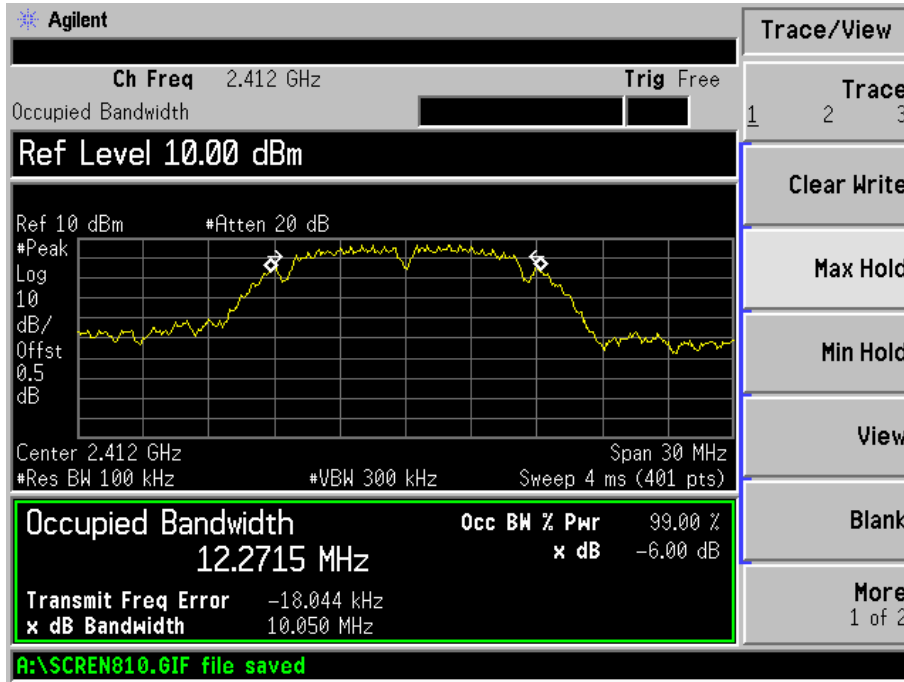 Agilent
Trace/View
Ch Freq 2.412 GHz Trig Free
Occupied Bandwidth
Trace
1 2 3
Ref Level 10.00 dBm
Clear Write
Ref 10 dBm #Atten 20 dB
#Peak
Log
10
dB/
Offst
0.5
dB
Max Hold
Min Hold
Center 2.412 GHz Span 30 MHz
#Res BW 100 kHz #VBW 300 kHz Sweep 4 ms (401 pts)
View
Occupied Bandwidth
12.2715 MHz
Occ BW % Pwr 99.00 %
x dB -6.00 dB
Blank
Transmit Freq Error -18.044 kHz
x dB Bandwidth 10.050 MHz
More
1 of 2
A:\SCREN810.GIF file saved